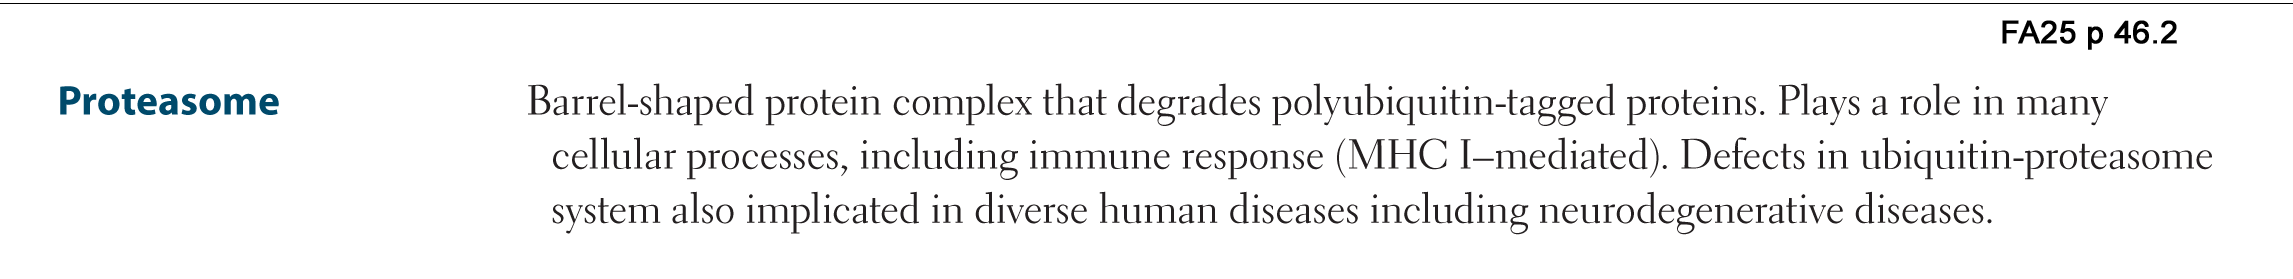 FA25 p 46.2
Proteasome Barrel-shaped protein complex that degrades polyubiquitin-tagged proteins. Plays a role in many
cellular processes, including immune response (MHC I–mediated). Defects in ubiquitin-proteasome
system also implicated in diverse human diseases including neurodegenerative diseases.